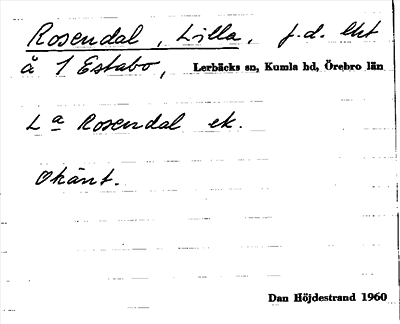 Rosendal, Lilla, f.d. lht
å 1 Estabo, Lerbäcks sn, Kumla hd, Örebro län
La Rosendal ek.
Okänt.
Dan Höjdestrand 1960